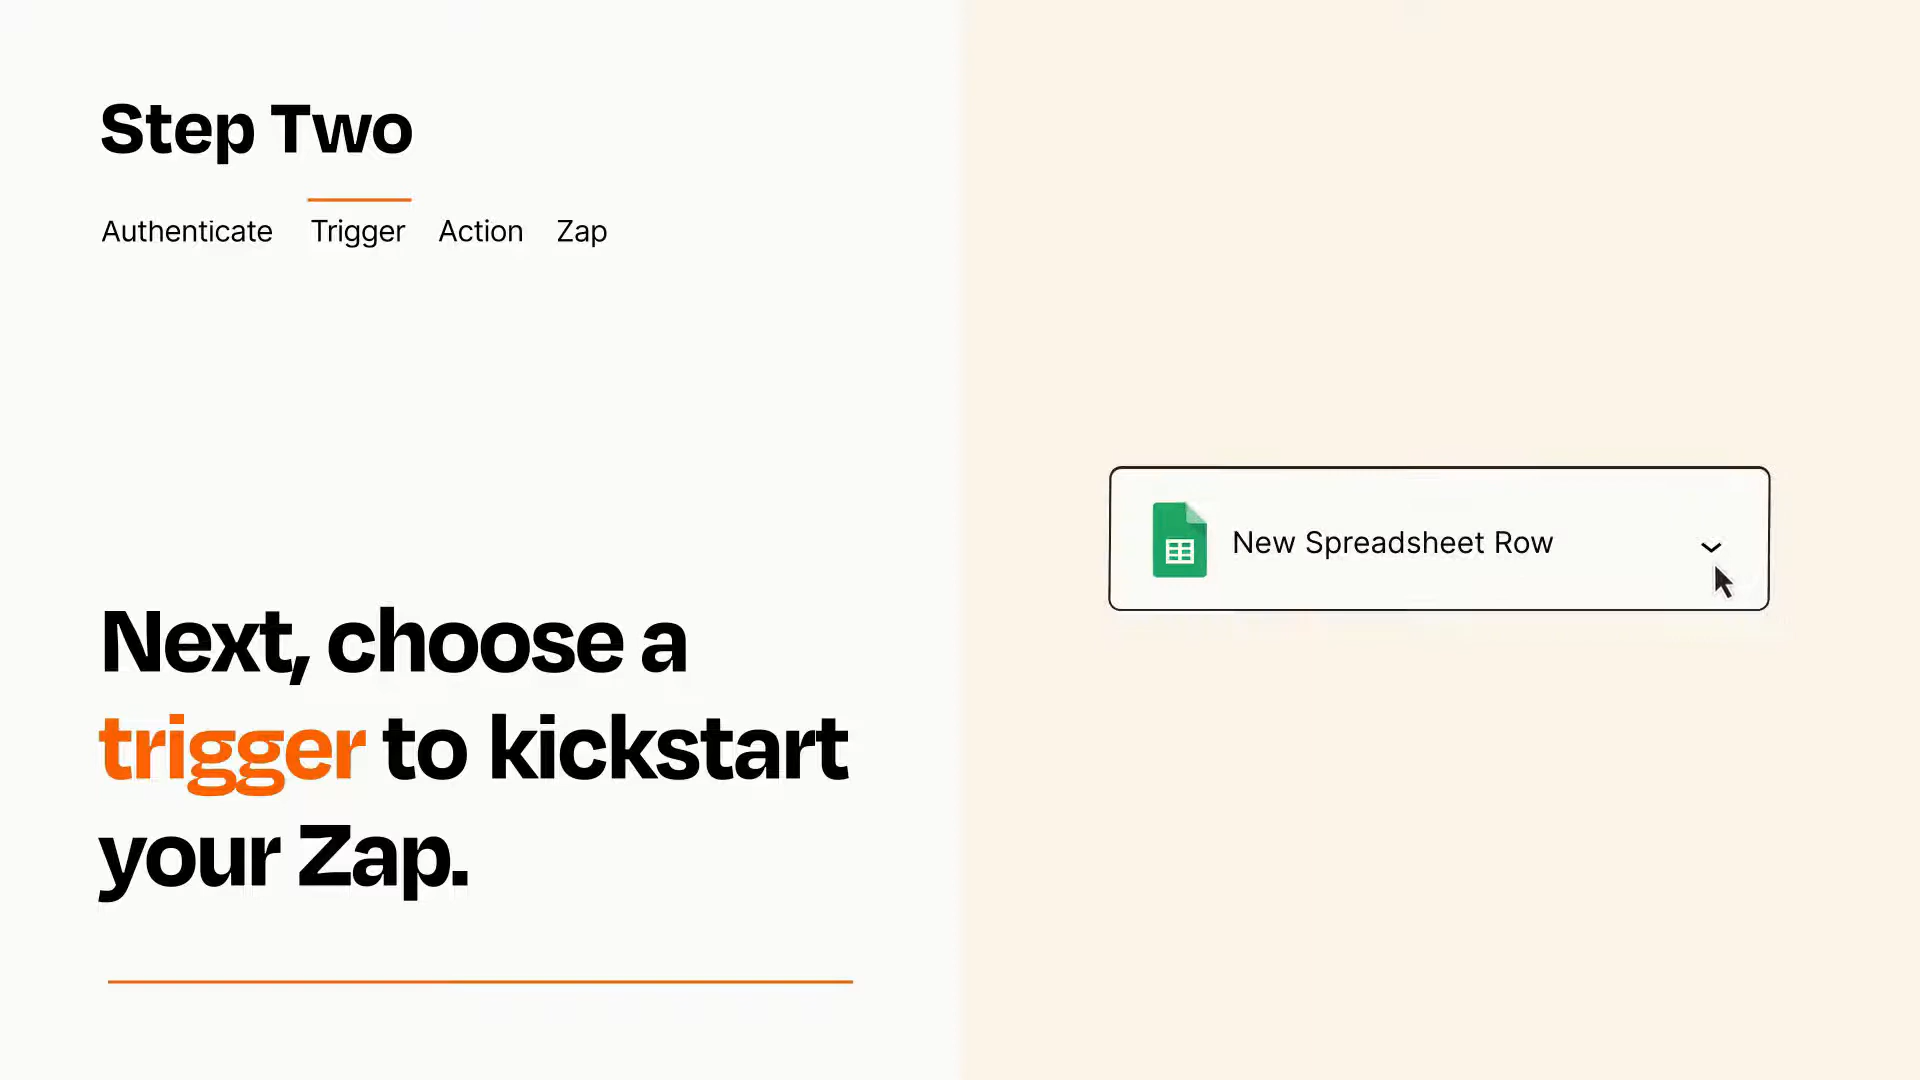 Step Two
Authenticate Trigger Action Zap
Next, choose a
trigger to kickstart
your Zap.
New Spreadsheet Row